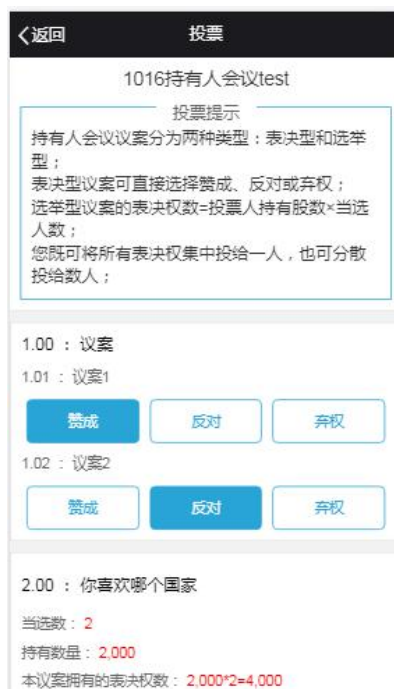 返回 投票
1016持有人会议test
投票提示
持有人会议议案分为两种类型：表决型和选举
型；
表决型议案可直接选择赞成、反对或弃权；
选举型议案的表决权数=投票人持有股数×当选
人数；
您既可将所有表决权集中投给一人，也可分散
投给数人；
1.00 ：议案
1.01 ：议案1
赞成 反对 弃权
1.02 ：议案2
赞成 反对 弃权
2.00 ：你喜欢哪个国家
当选数：2
持有数量：2,000
本议案拥有的表决权数：2,000*2=4,000